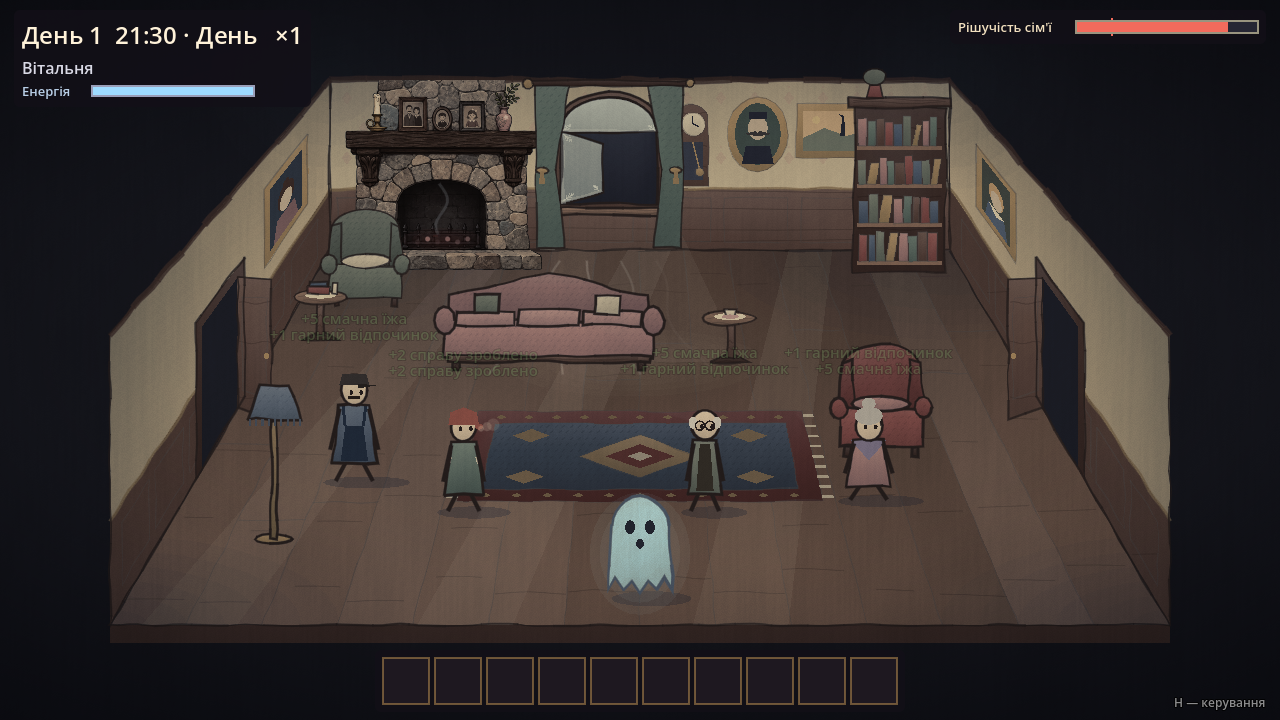 День 1 21:30 · День ×1
Рішучість сім'ї
Вітальня
Енергія
+5 смачна їжа
+1 гарний відпочинок
+2 справу зроблено
+2 справу зроблено
+5 смачна їжа
+1 гарний відпочинок
+1 гарний відпочинок
+5 смачна їжа
H — керування